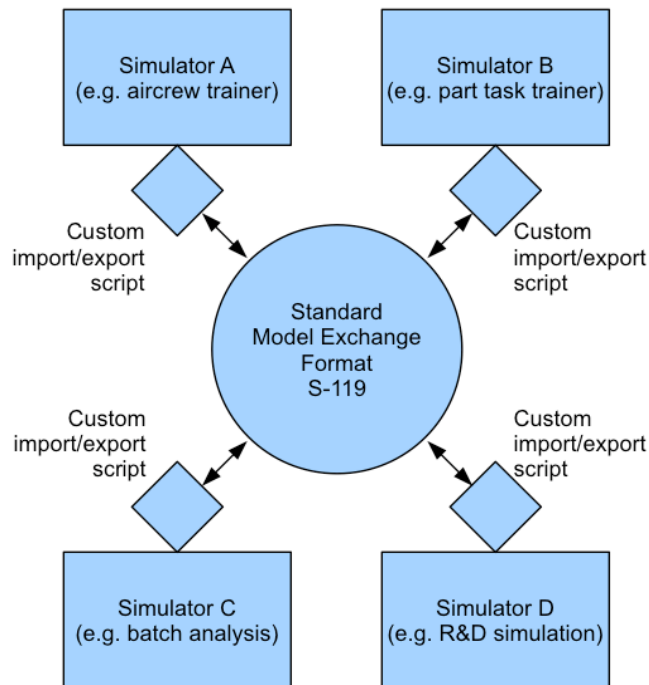 Simulator A
(e.g. aircrew trainer)
Simulator B
(e.g. part task trainer)
Custom
import/export
script
Custom
import/export
script
Standard
Model Exchange
Format
S-119
Custom
import/export
script
Custom
import/export
script
Simulator C
(e.g. batch analysis)
Simulator D
(e.g. R&D simulation)